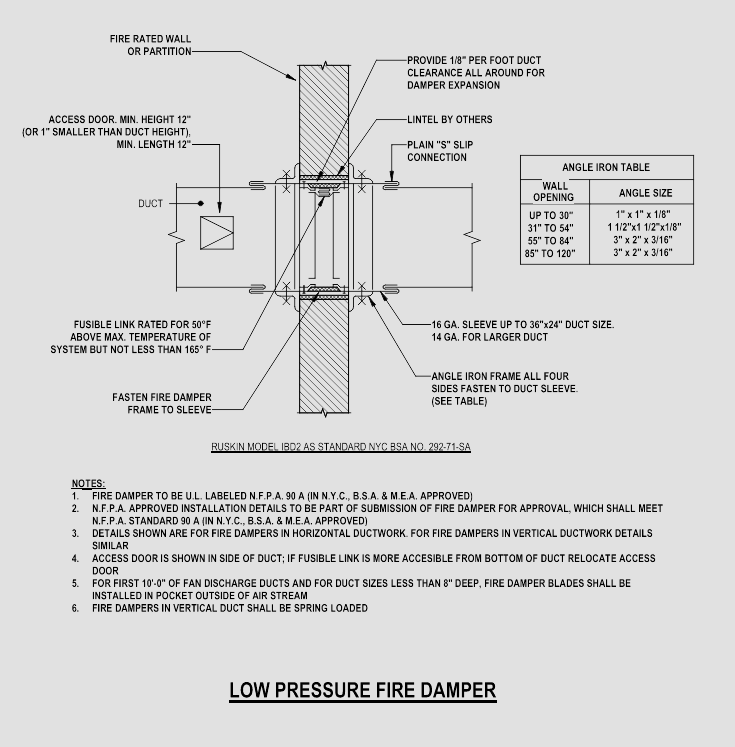 FIRE RATED WALL
OR PARTITION
PROVIDE 1/8" PER FOOT DUCT
CLEARANCE ALL AROUND FOR
DAMPER EXPANSION
ACCESS DOOR. MIN. HEIGHT 12"
(OR 1" SMALLER THAN DUCT HEIGHT),
MIN. LENGTH 12"
LINTEL BY OTHERS
PLAIN "S" SLIP
CONNECTION
DUCT
ANGLE IRON TABLE
WALL
OPENING
ANGLE SIZE
UP TO 30" 1" x 1" x 1/8"
31" TO 54" 1 1/2"x1 1/2"x1/8"
55" TO 84" 3" x 2" x 3/16"
85" TO 120" 3" x 2" x 3/16"
FUSIBLE LINK RATED FOR 50°F
ABOVE MAX. TEMPERATURE OF
SYSTEM BUT NOT LESS THAN 165° F
16 GA. SLEEVE UP TO 36"x24" DUCT SIZE.
14 GA. FOR LARGER DUCT
ANGLE IRON FRAME ALL FOUR
SIDES FASTEN TO DUCT SLEEVE.
(SEE TABLE)
FASTEN FIRE DAMPER
FRAME TO SLEEVE
RUSKIN MODEL IBD2 AS STANDARD NYC BSA NO. 292-71-SA
NOTES:
1. FIRE DAMPER TO BE U.L. LABELED N.F.P.A. 90 A (IN N.Y.C., B.S.A. & M.E.A. APPROVED)
2. N.F.P.A. APPROVED INSTALLATION DETAILS TO BE PART OF SUBMISSION OF FIRE DAMPER FOR APPROVAL, WHICH SHALL MEET
N.F.P.A. STANDARD 90 A (IN N.Y.C., B.S.A. & M.E.A. APPROVED)
3. DETAILS SHOWN ARE FOR FIRE DAMPERS IN HORIZONTAL DUCTWORK. FOR FIRE DAMPERS IN VERTICAL DUCTWORK DETAILS
SIMILAR
4. ACCESS DOOR IS SHOWN IN SIDE OF DUCT; IF FUSIBLE LINK IS MORE ACCESIBLE FROM BOTTOM OF DUCT RELOCATE ACCESS
DOOR
5. FOR FIRST 10'-0" OF FAN DISCHARGE DUCTS AND FOR DUCT SIZES LESS THAN 8" DEEP, FIRE DAMPER BLADES SHALL BE
INSTALLED IN POCKET OUTSIDE OF AIR STREAM
6. FIRE DAMPERS IN VERTICAL DUCT SHALL BE SPRING LOADED
LOW PRESSURE FIRE DAMPER